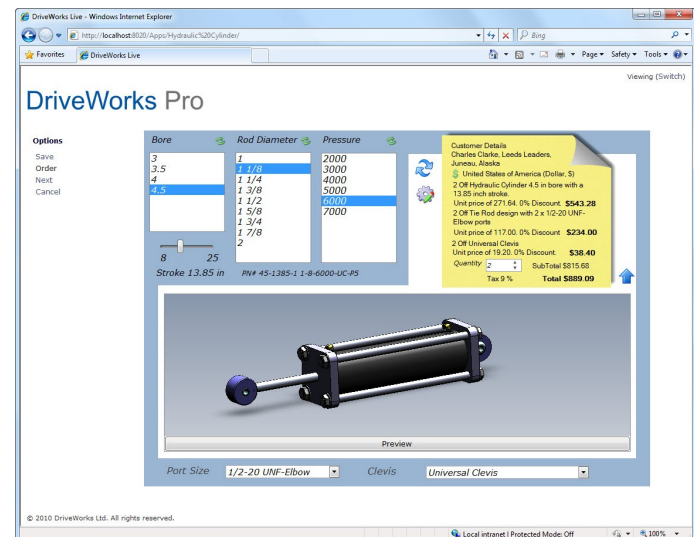 DriveWorks Live - Windows Internet Explorer
http://localhost:8020/Apps/Hydraulic%20Cylinder/
Bing
Favorites DriveWorks Live Page Safety Tools
Viewing (Switch)
DriveWorks Pro
Options
Save
Order
Next
Cancel
Bore Rod Diameter Pressure
3
3.5
4
4.5
1
1 1/8
1 1/4
1 3/8
1 1/2
1 5/8
1 3/4
1 7/8
2
2000
3000
4000
5000
6000
7000
8 25
Stroke 13.85 in PN# 45-1385-1 1-8-6000-UC-P5
Customer Details
Charles Clarke, Leeds Leaders,
Juneau, Alaska
$ United States of America (Dollar, $)
2 Off Hydraulic Cylinder 4.5 in bore with a
13.85 inch stroke.
Unit price of 271.64. 0% Discount $543.28
2 Off Tie Rod design with 2 x 1/2-20 UNF-
Elbow ports
Unit price of 117.00. 0% Discount $234.00
2 Off Universal Clevis
Unit price of 19.20. 0% Discount. $38.40
Quantity 2 SubTotal $815.68
Tax 9 % Total $889.09
Preview
Port Size 1/2-20 UNF-Elbow Clevis Universal Clevis
© 2010 DriveWorks Ltd. All rights reserved.
Local intranet | Protected Mode: Off 100%